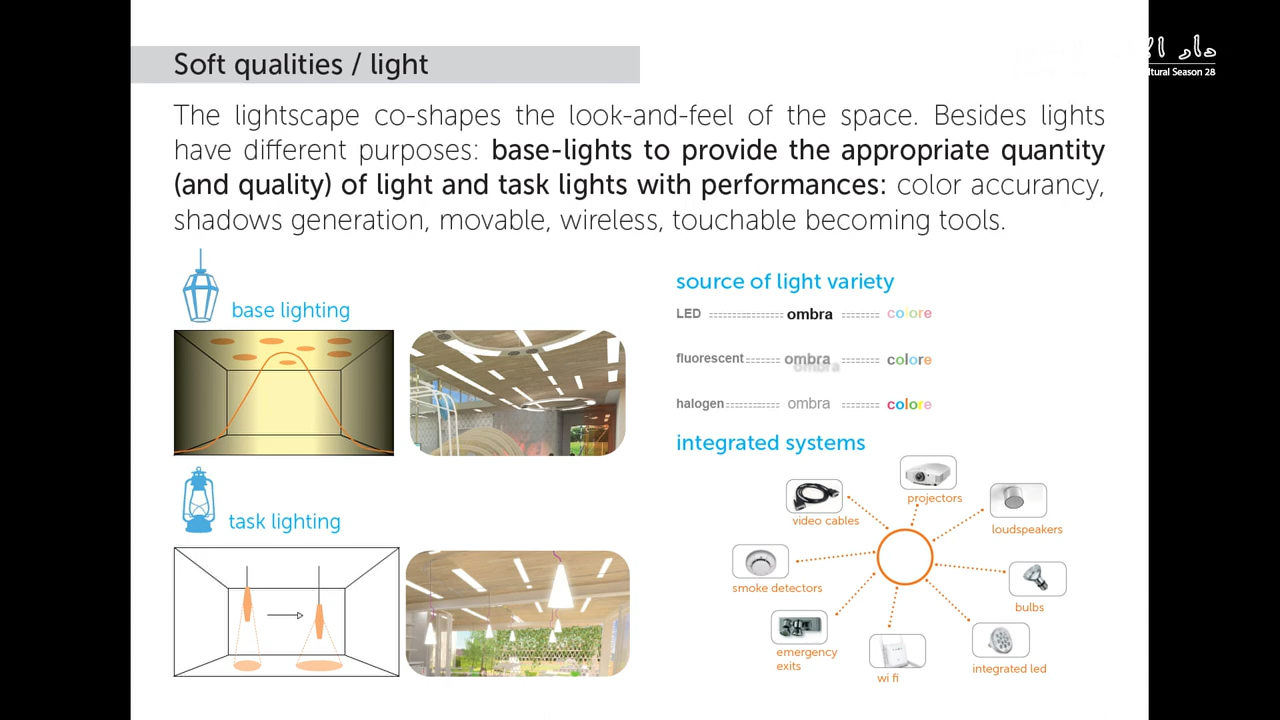 Soft qualities / light
دار
ltural Season 28
The lightscape co-shapes the look-and-feel of the space. Besides lights
have different purposes: base-lights to provide the appropriate quantity
(and quality) of light and task lights with performances: color accurancy,
shadows generation, movable, wireless, touchable becoming tools.
base lighting
task lighting
source of light variety
LED ombra colore
fluorescent ombra colore
ombra
halogen ombra colore
integrated systems
projectors
video cables
loudspeakers
smoke detectors
bulbs
emergency
exits
wi fi
integrated led